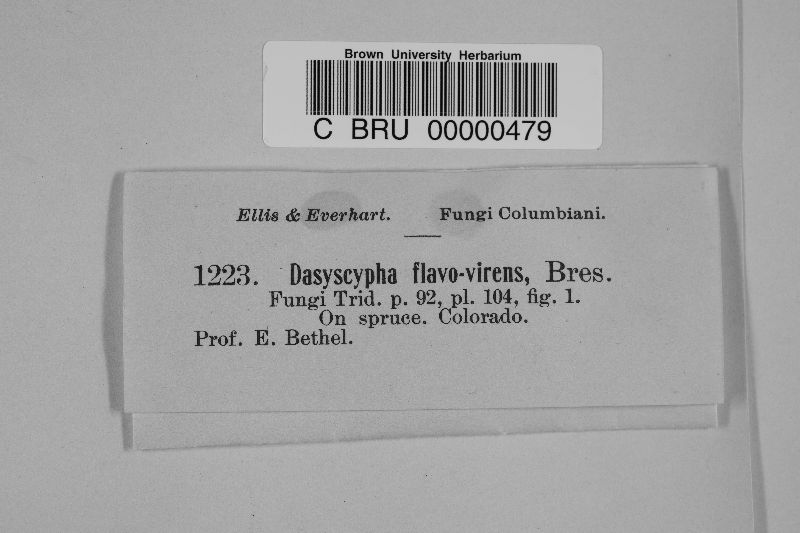 Brown University Herbarium
C BRU 00000479
Ellis & Everhart. Fungi Columbiani.
1223. Dasyscypha flavo-virens, Bres.
Fungi Trid. p. 92, pl. 104, fig. 1.
On spruce. Colorado.
Prof. E. Bethel.